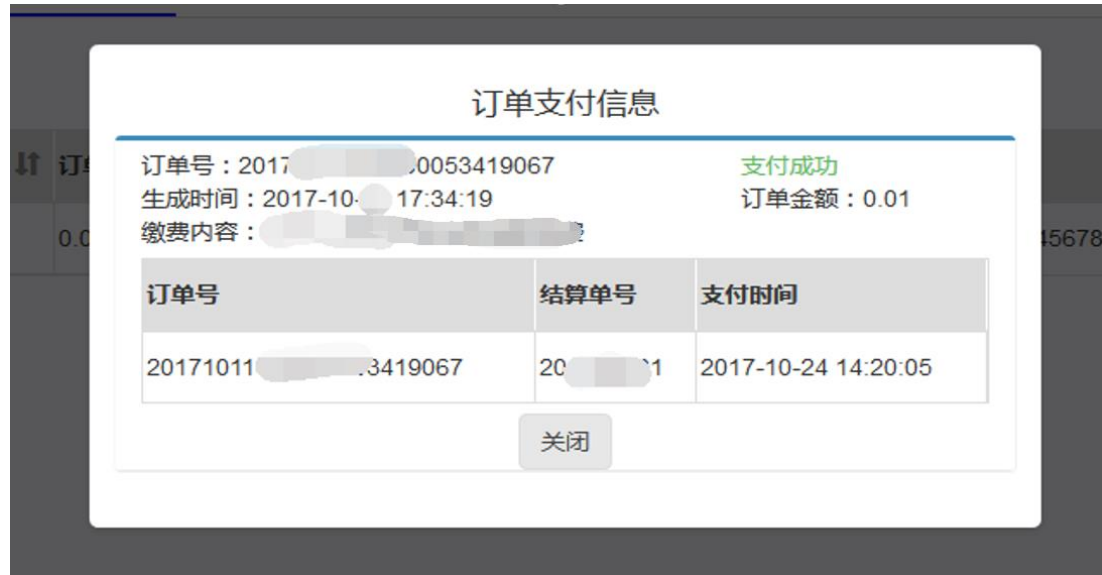 订单支付信息
订单号：2017 0053419067
支付成功
生成时间：2017-10- 17:34:19
订单金额：0.01
缴费内容：
订单号 结算单号 支付时间
20171011 3419067 20 1 2017-10-24 14:20:05
关闭
0.0
45678